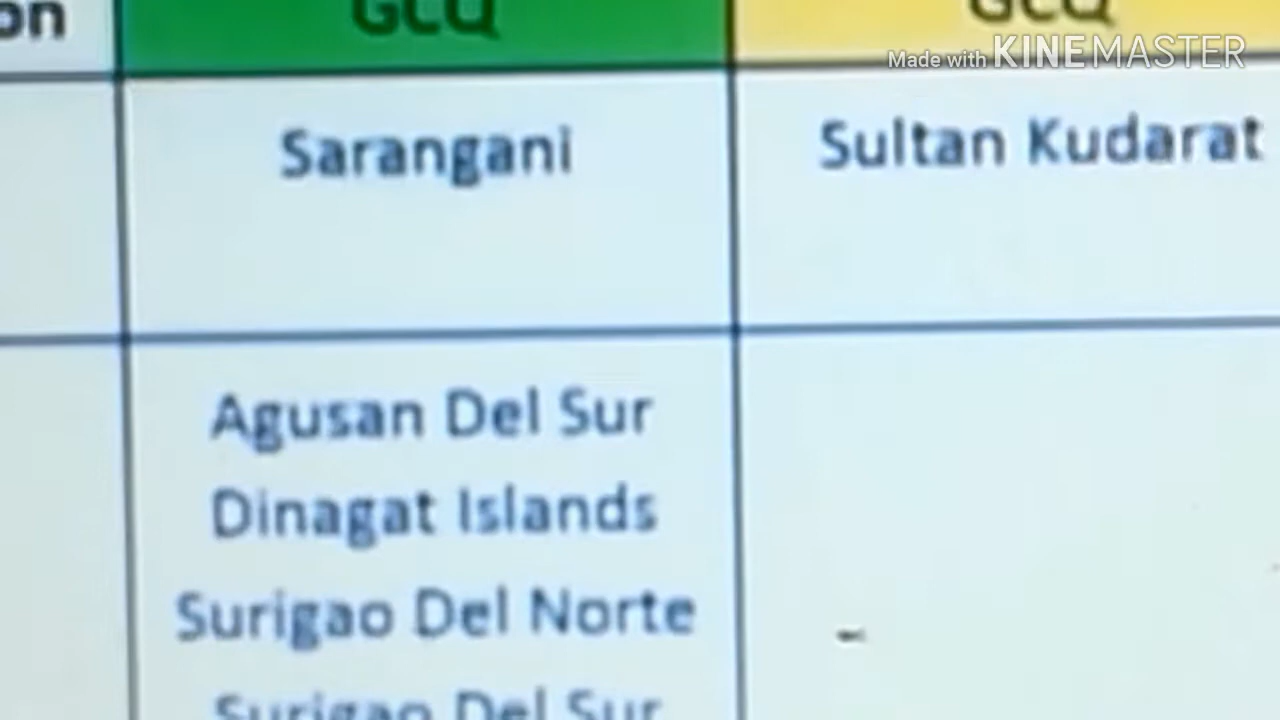 on GCQ GCQ
Made with KINEMASTER
Sarangani Sultan Kudarat
Agusan Del Sur
Dinagat Islands
Surigao Del Norte
Surigao Del Sur